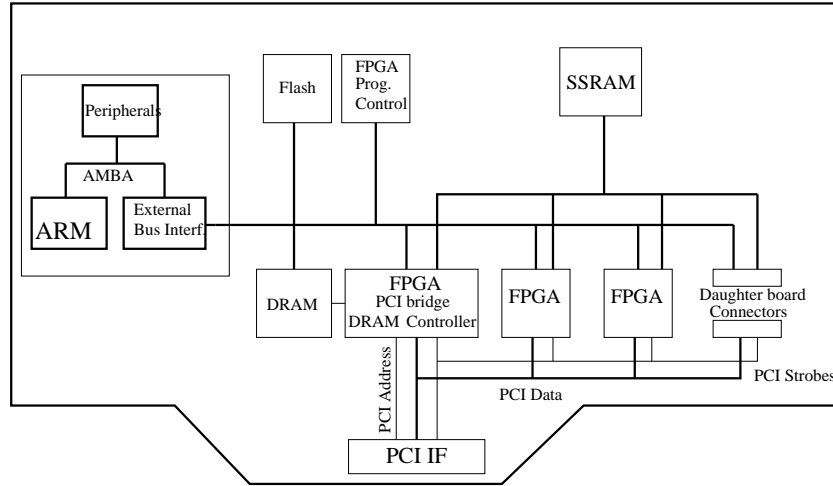 Peripherals
AMBA
ARM
External
Bus Interf.
Flash
FPGA
Prog.
Control
SSRAM
DRAM
FPGA
PCI bridge
DRAM Controller
FPGA
FPGA
Daughter board
Connectors
PCI Address
PCI Data
PCI Strobes
PCI IF